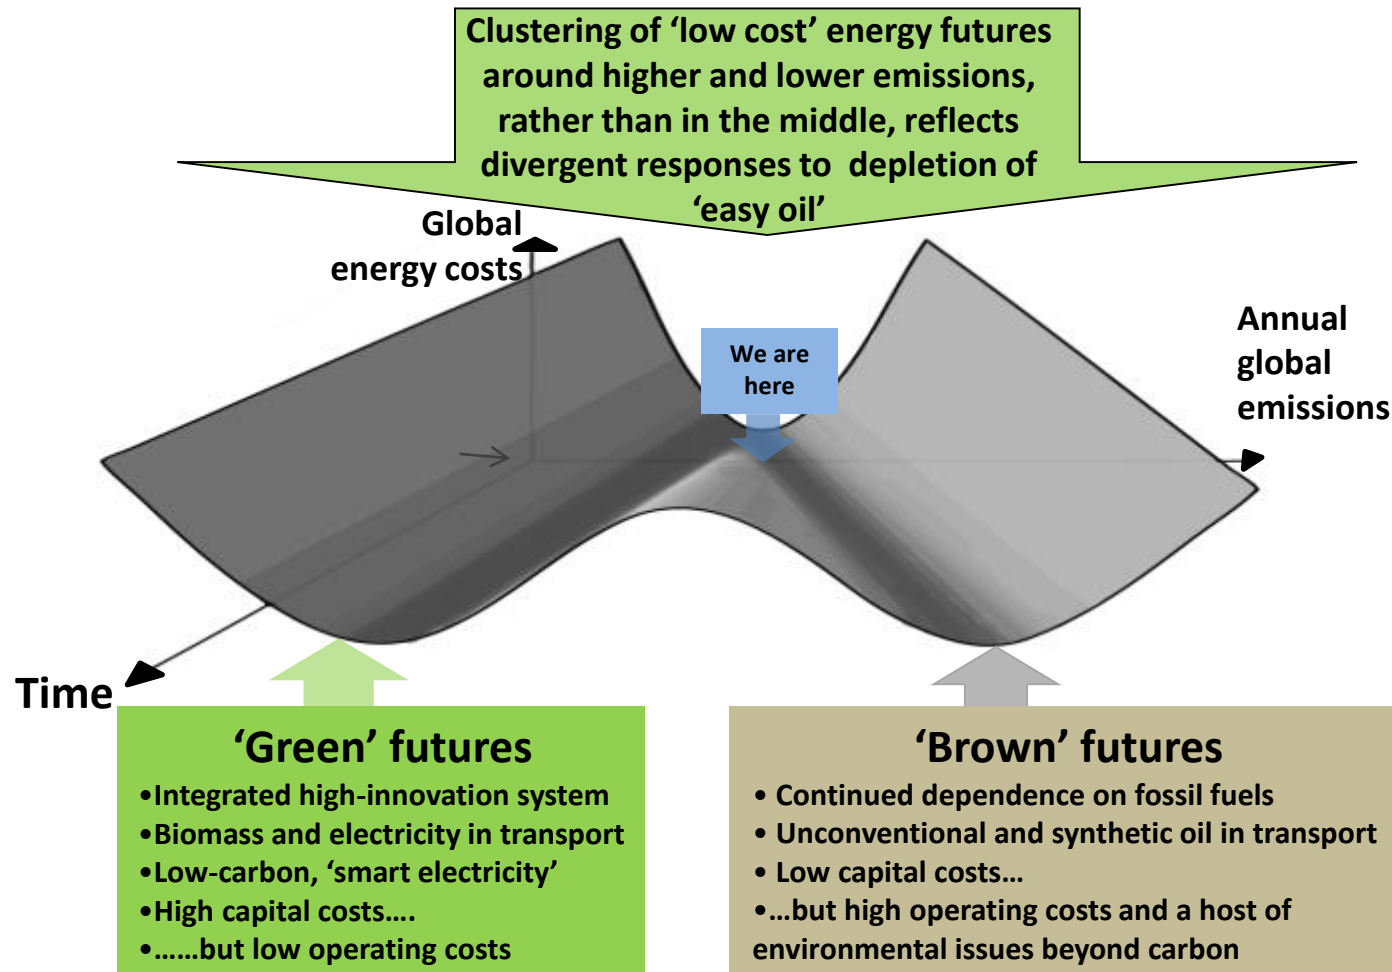 Clustering of ‘low cost’ energy futures
around higher and lower emissions,
rather than in the middle, reflects
divergent responses to  depletion of
‘easy oil’
Global
energy costs
We are
here
Annual
global
emissions
Time
‘Green’ futures
•Integrated high-innovation system
•Biomass and electricity in transport
•Low-carbon, ‘smart electricity’
•High capital costs….
•……but low operating costs
‘Brown’ futures
• Continued dependence on fossil fuels
• Unconventional and synthetic oil in transport
• Low capital costs…
•…but high operating costs and a host of
environmental issues beyond carbon